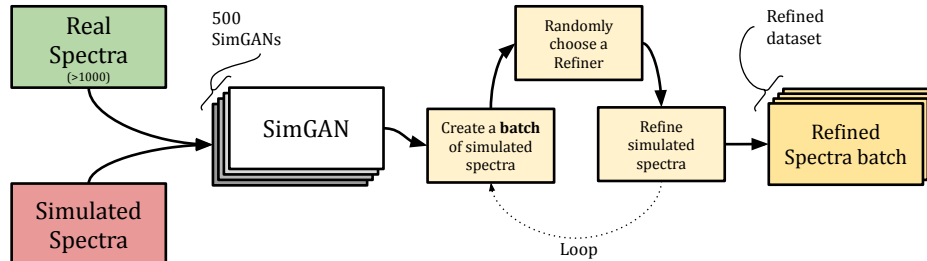 Real
Spectra
(>1000)
Simulated
Spectra
500
SimGANs
SimGAN
Create a batch
of simulated
spectra
Randomly
choose a
Refiner
Refine
simulated
spectra
Loop
Refined
dataset
Refined
Spectra batch